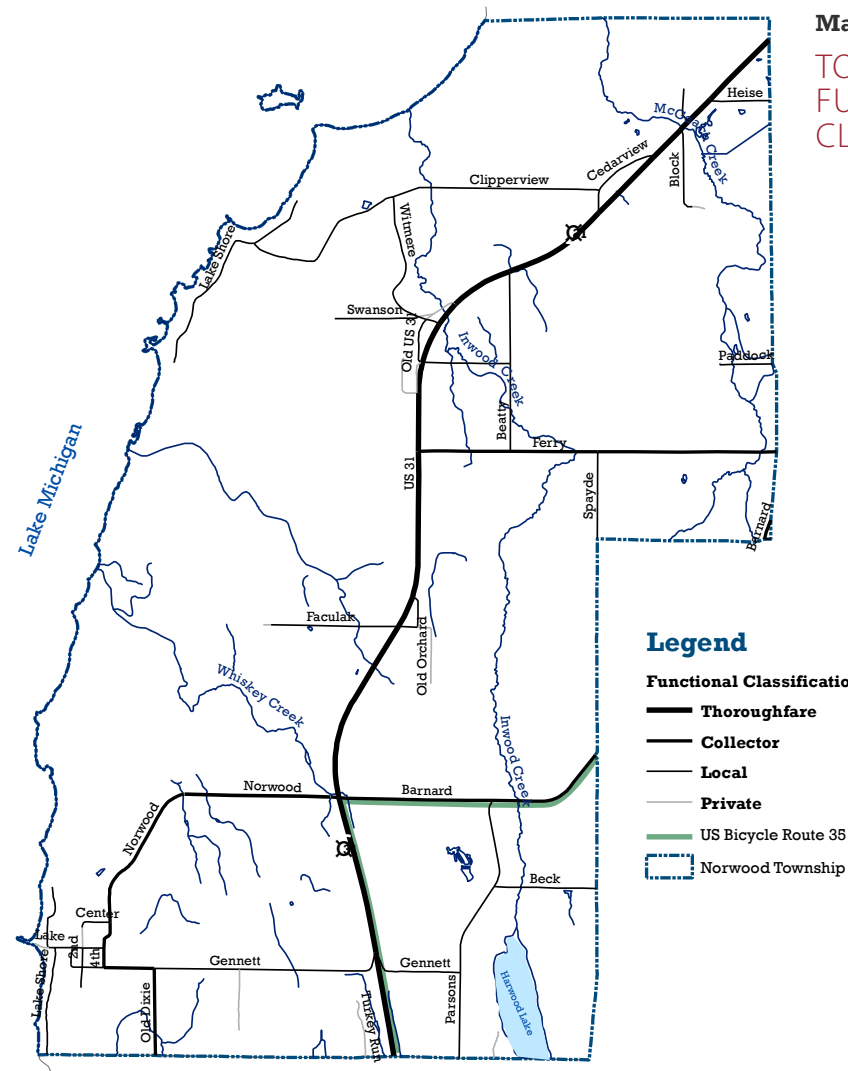 Ma
TO
FU
CL
Heise
McGeach Creek
Cedarview
Block
Clipperview
Witmere
Lake Shore
Swanson
Old US 31
Inwood Creek
Paddock
Beatty
Ferry
Lake Michigan
US 31
Spayde
Barnard
Faculak
Old Orchard
Whiskey Creek
Inwood Creek
Norwood
Barnard
Norwood
Beck
Center
Lake
2nd
4th
Gennett
Gennett
Lake Shore
Old Dixie
Turkey Run
Parsons
Harwood Lake
Legend
Functional Classificatio
Thoroughfare
Collector
Local
Private
US Bicycle Route 35
Norwood Township